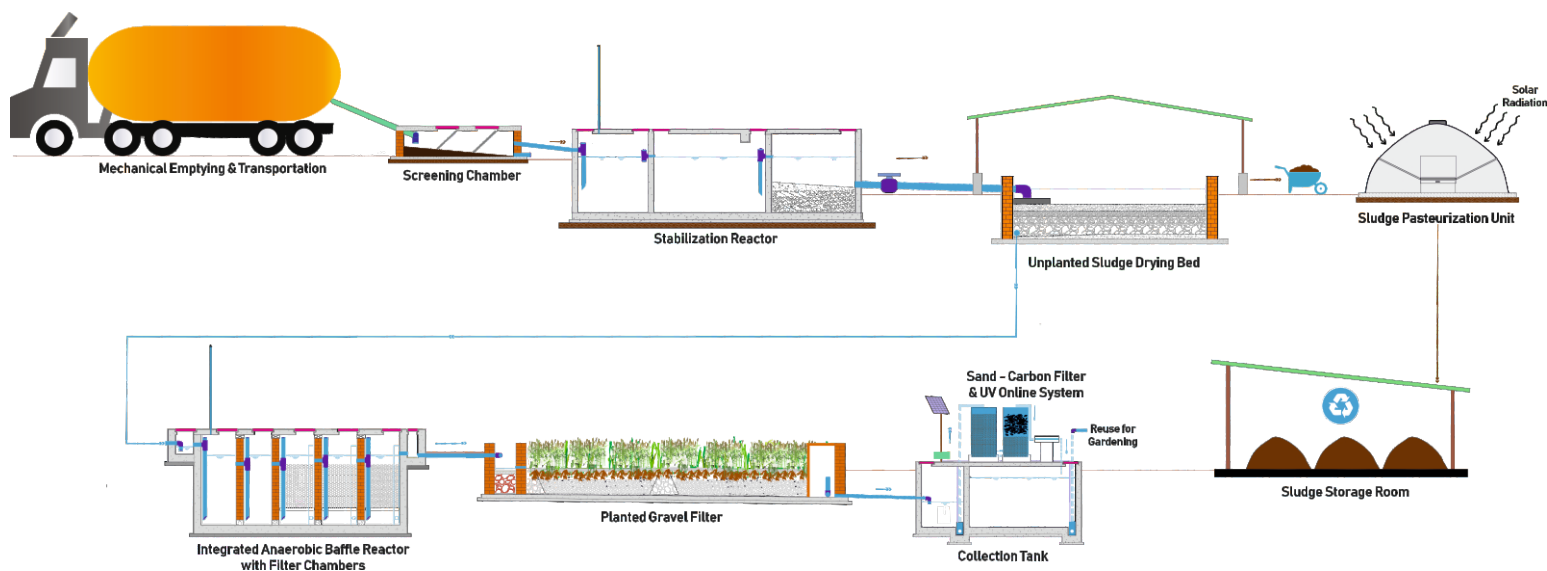 Solar
Radiation
Mechanical Emptying & Transportation
Screening Chamber
Stabilization Reactor
Unplanted Sludge Drying Bed
Sludge Pasteurization Unit
Sand - Carbon Filter
& UV Online System
Reuse for
Gardening
Sludge Storage Room
Planted Gravel Filter
Integrated Anaerobic Baffle Reactor
with Filter Chambers
Collection Tank